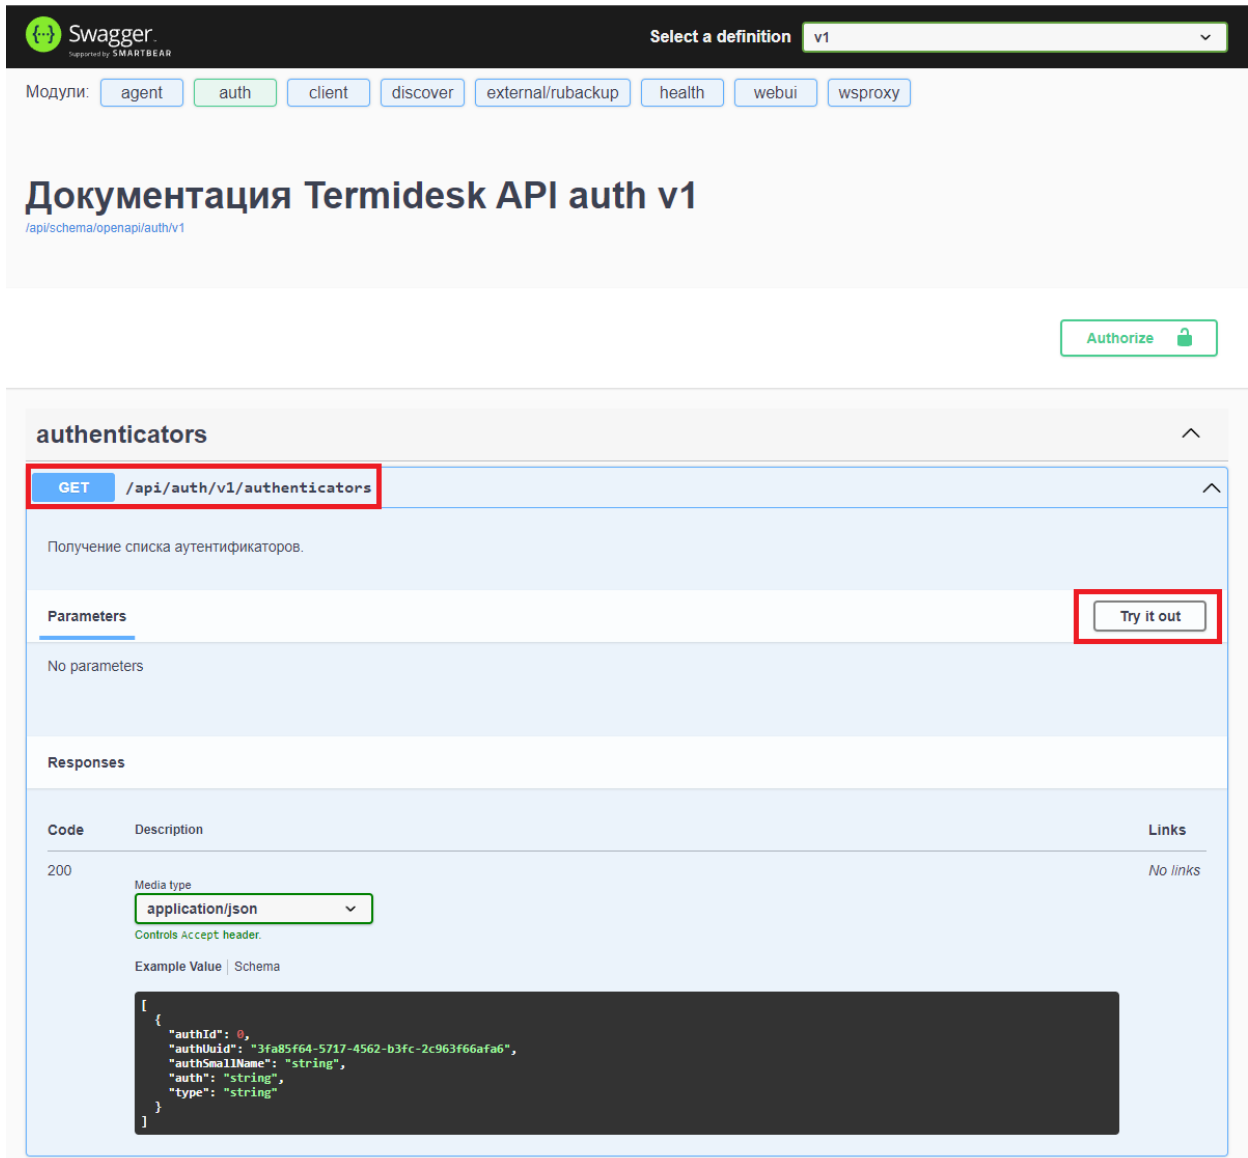 Swagger.
Supported by SMARTBEAR
Select a definition v1
Модули: agent auth client discover external/rubackup health webui wsproxy
Документация Termidesk API auth v1
/api/schema/openapi/auth/v1
Authorize
authenticators
GET /api/auth/v1/authenticators
Получение списка аутентификаторов.
Parameters Try it out
No parameters
Responses
Code Description Links
200 No links
Media type
application/json
Controls Accept header.
Example Value Schema
[
{
"authId": 0,
"authUuid": "3fa85f64-5717-4562-b3fc-2c963f66afa6",
"authSmallName": "string",
"auth": "string",
"type": "string"
}
]